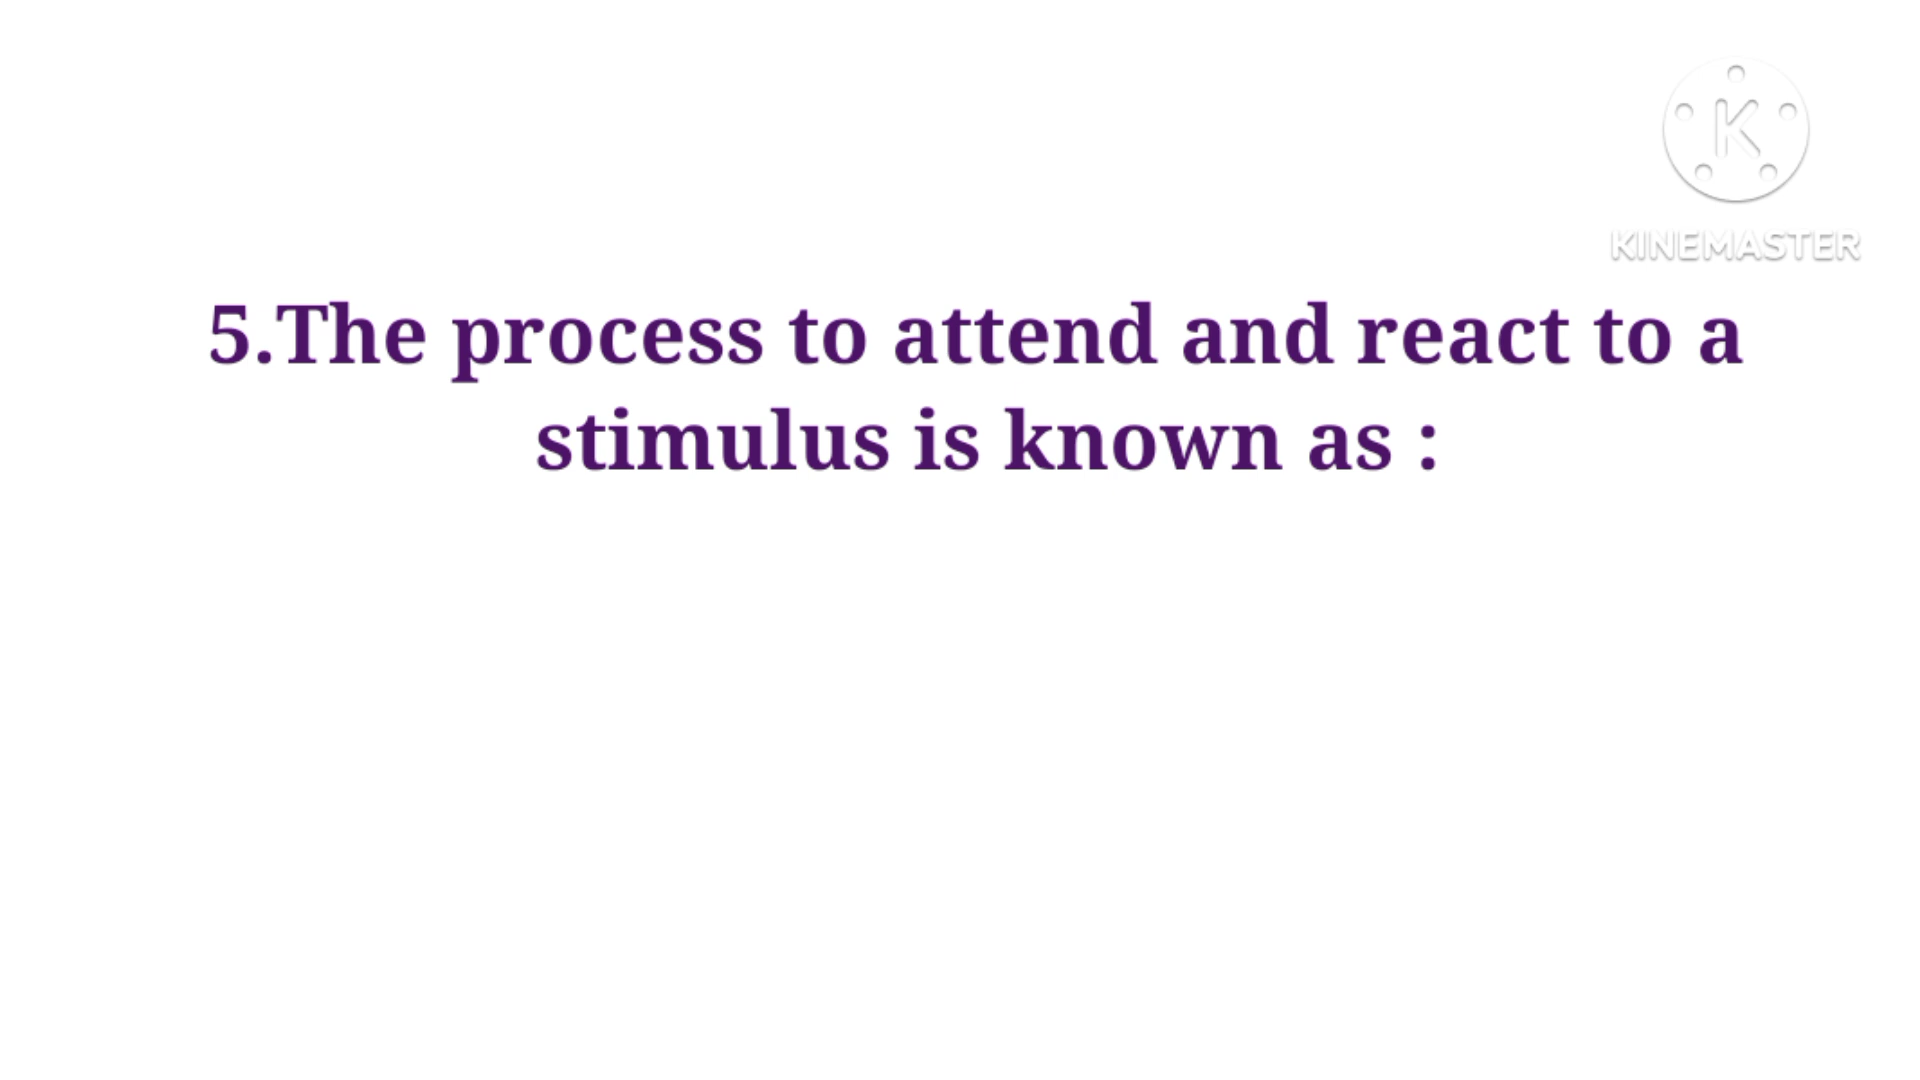 K
KINEMASTER
5.The process to attend and react to a
stimulus is known as :